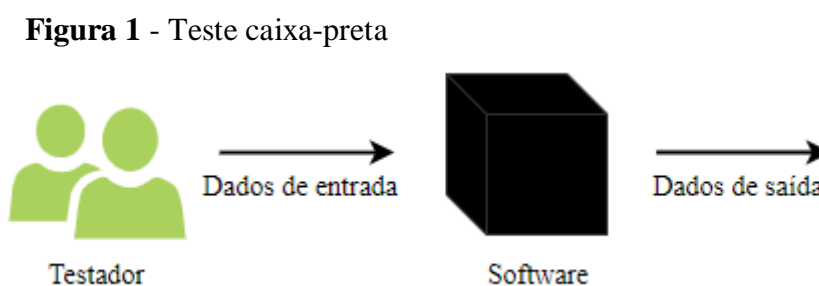 Figura 1 - Teste caixa-preta
Dados de entrada
Dados de saída
Testador
Software